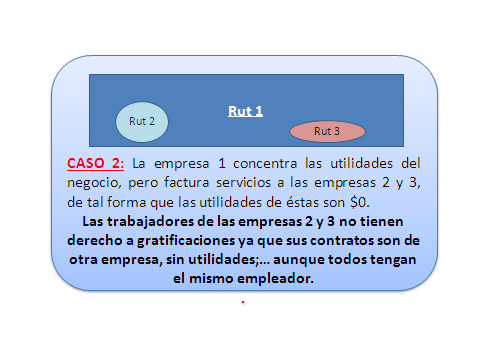 Rut 1
Rut 2
Rut 3
CASO 2: La empresa 1 concentra las utilidades del
negocio, pero factura servicios a las empresas 2 y 3,
de tal forma que las utilidades de éstas son $0.
Las trabajadores de las empresas 2 y 3 no tienen
derecho a gratificaciones ya que sus contratos son de
otra empresa, sin utilidades;... aunque todos tengan
el mismo empleador.
.